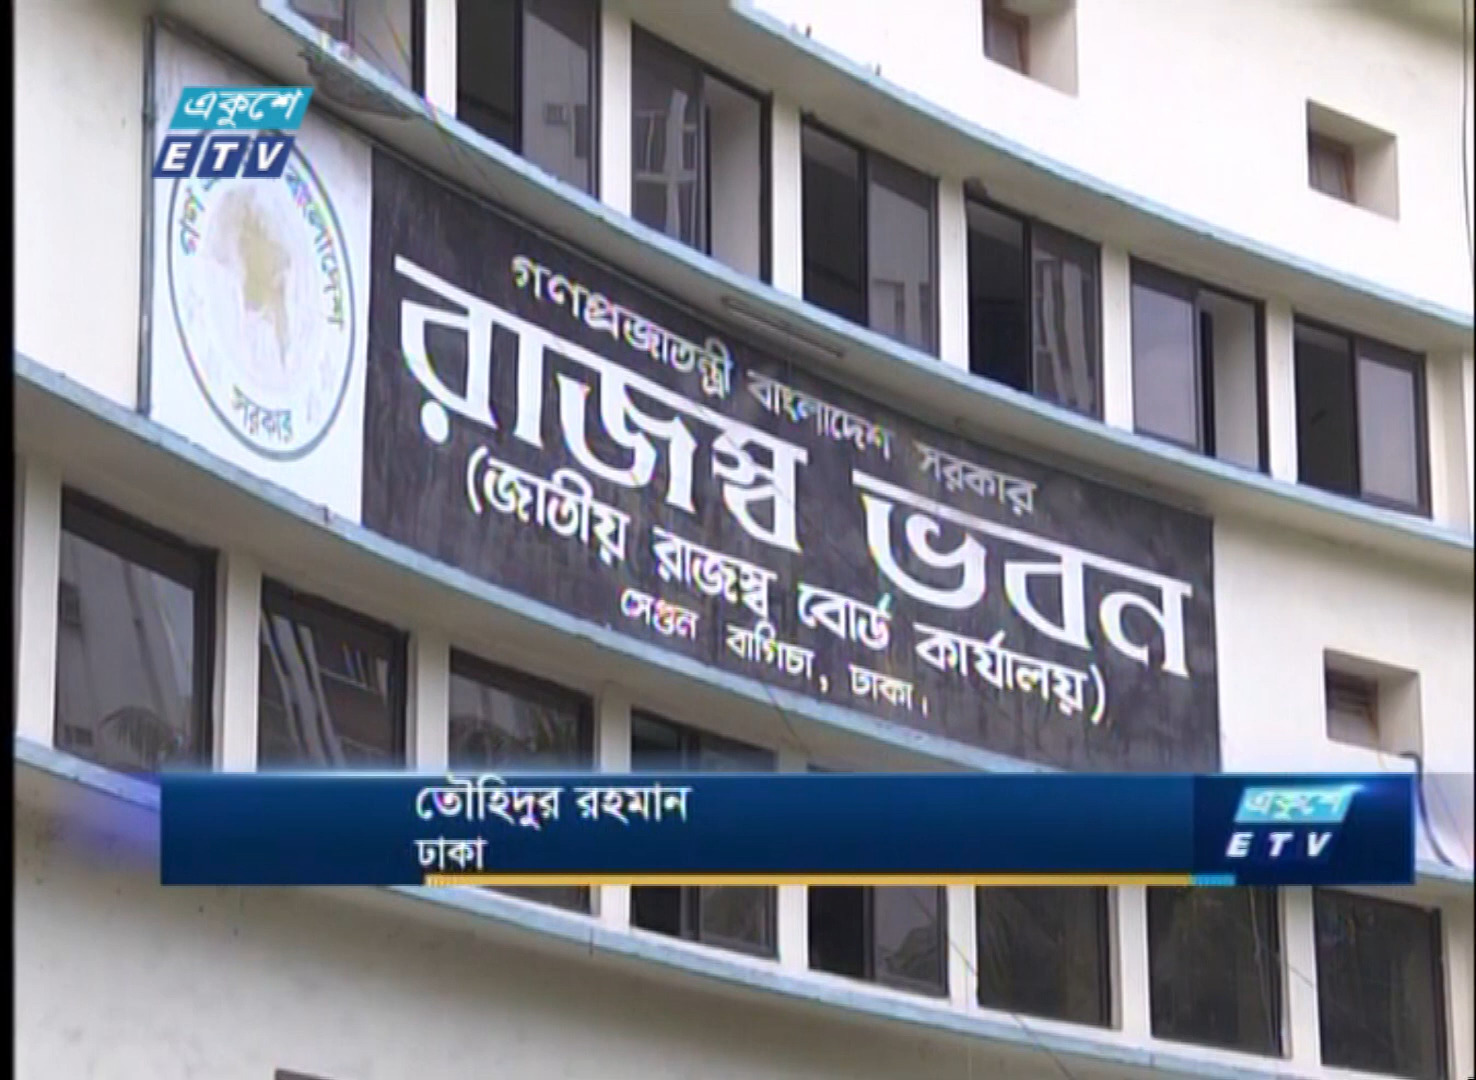 একুশে
ETV
বাংলাদেশ
সরকার
গণপ্রজাতন্ত্রী বাংলাদেশ সরকার
রাজস্ব ভবন
(জাতীয় রাজস্ব বোর্ড কার্যালয়)
সেগুন বাগিচা, ঢাকা।
তৌহিদুর রহমান
ঢাকা
একুশে
ETV